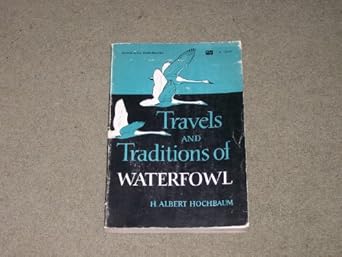 Travels
AND
Traditions of
WATERFOWL
H. ALBERT HOCHBAUM